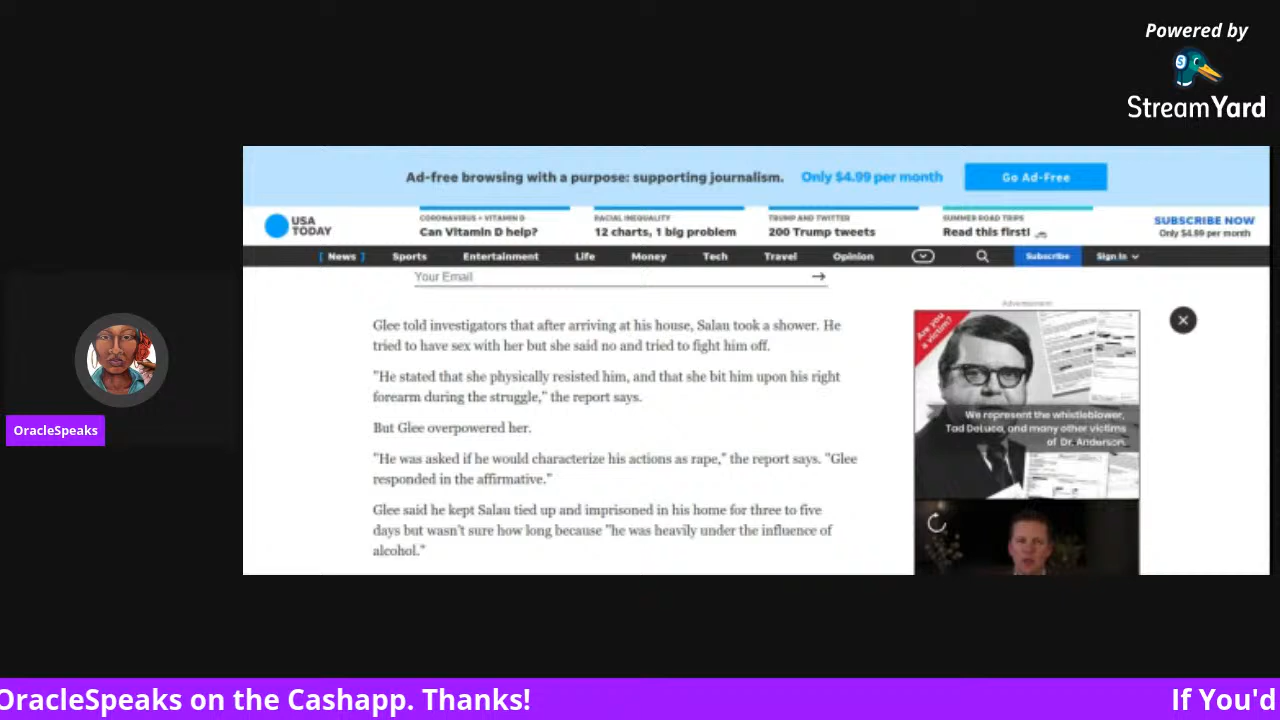 Powered by
StreamYard
Ad-free browsing with a purpose: supporting journalism. Only $4.99 per month Go Ad-Free
USA
TODAY
CORONAVIRUS + VITAMIN D
Can Vitamin D help?
RACIAL INEQUALITY
12 charts, 1 big problem
TRUMP AND TWITTER
200 Trump tweets
SUMMER ROAD TRIPS
Read this first!
SUBSCRIBE NOW
Only $4.99 per month
[ News ] Sports Entertainment Life Money Tech Travel Opinion Subscribe Sign In
Your Email →
Advertisement
Glee told investigators that after arriving at his house, Salau took a shower. He
tried to have sex with her but she said no and tried to fight him off.
"He stated that she physically resisted him, and that she bit him upon his right
forearm during the struggle," the report says.
But Glee overpowered her.
"He was asked if he would characterize his actions as rape," the report says. "Glee
responded in the affirmative."
Glee said he kept Salau tied up and imprisoned in his home for three to five
days but wasn't sure how long because "he was heavily under the influence of
alcohol."
Are you
a victim?
We represent the whistleblower,
Tad DeLuca, and many other victims
of Dr. Anderson.
OracleSpeaks
OracleSpeaks on the Cashapp. Thanks!
If You'd